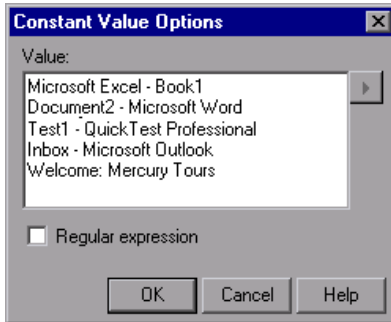 Constant Value Options
Value:
Microsoft Excel - Book1
Document2 - Microsoft Word
Test1 - QuickTest Professional
Inbox - Microsoft Outlook
Welcome: Mercury Tours
Regular expression
OK Cancel Help